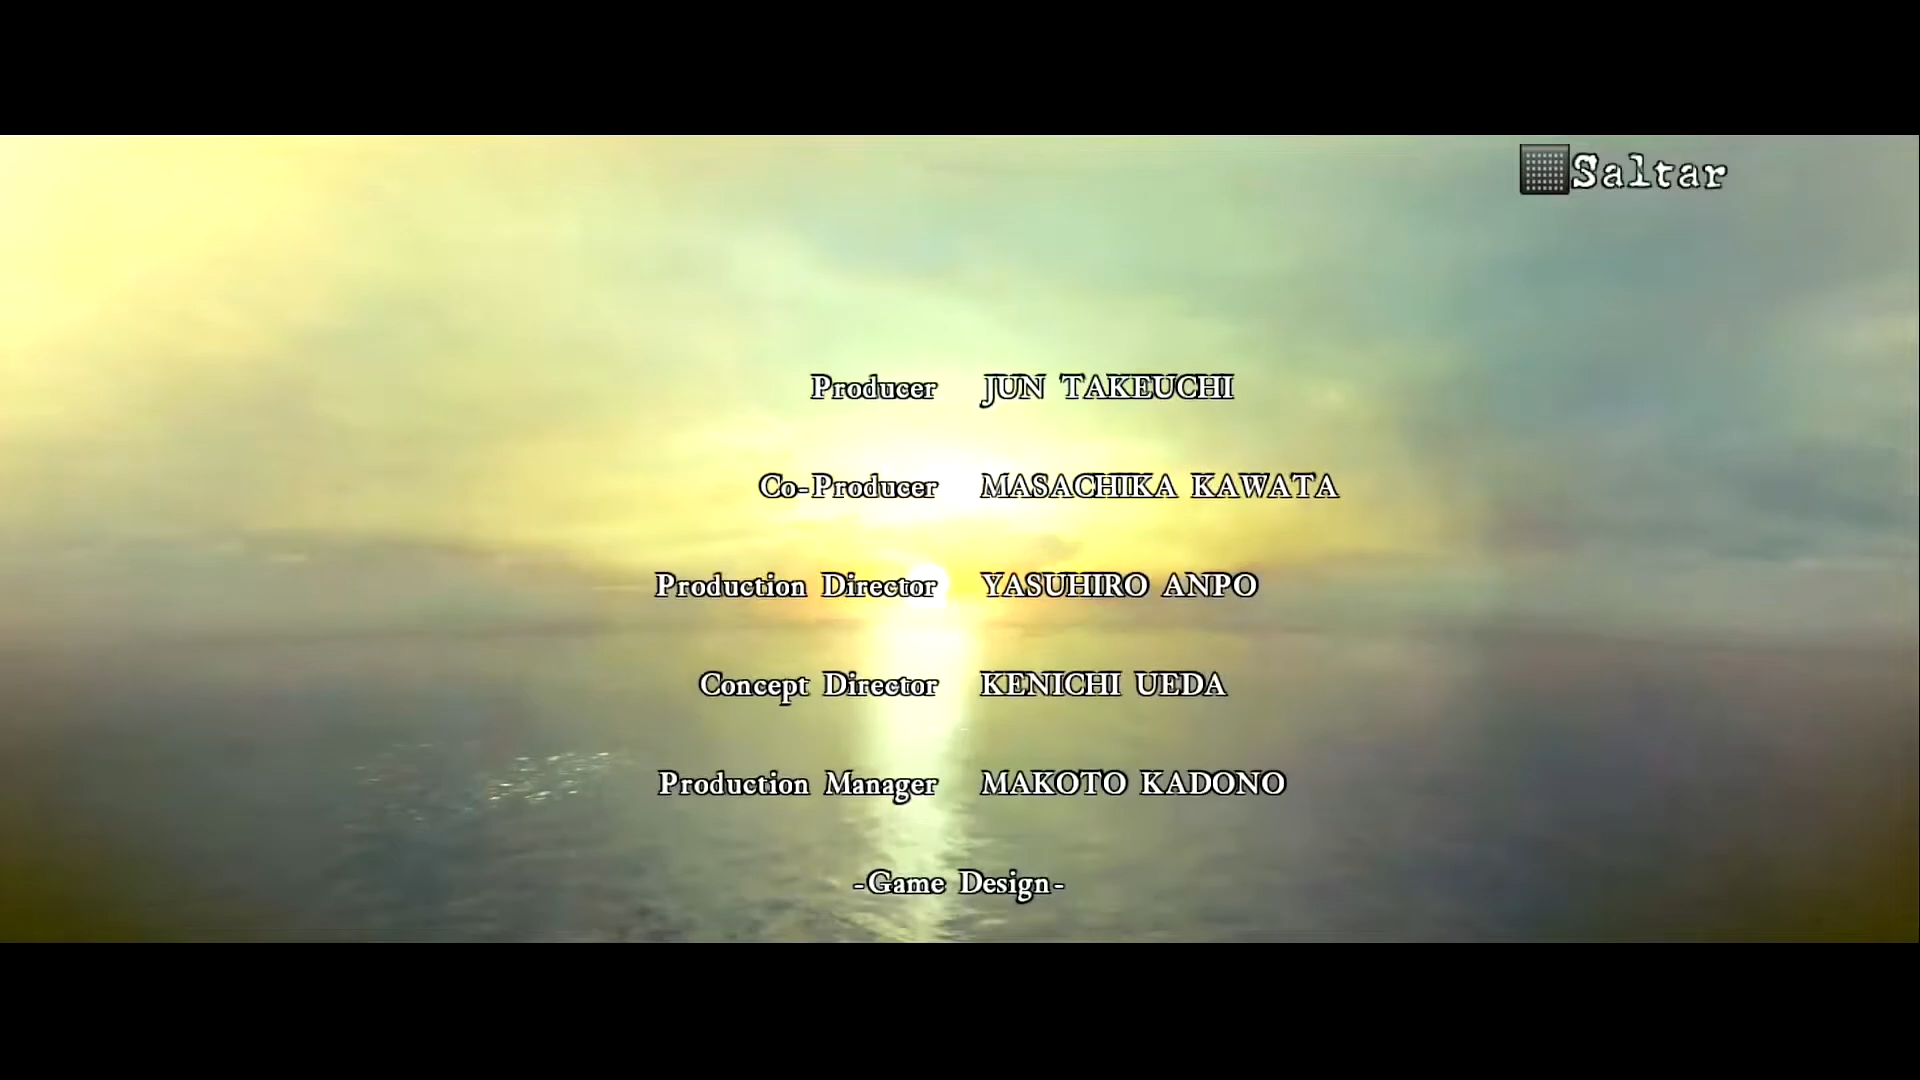 Saltar
Producer JUN TAKEUCHI
Co-Producer MASACHIKA KAWATA
Production Director YASUHIRO ANPO
Concept Director KENICHI UEDA
Production Manager MAKOTO KADONO
-Game Design-